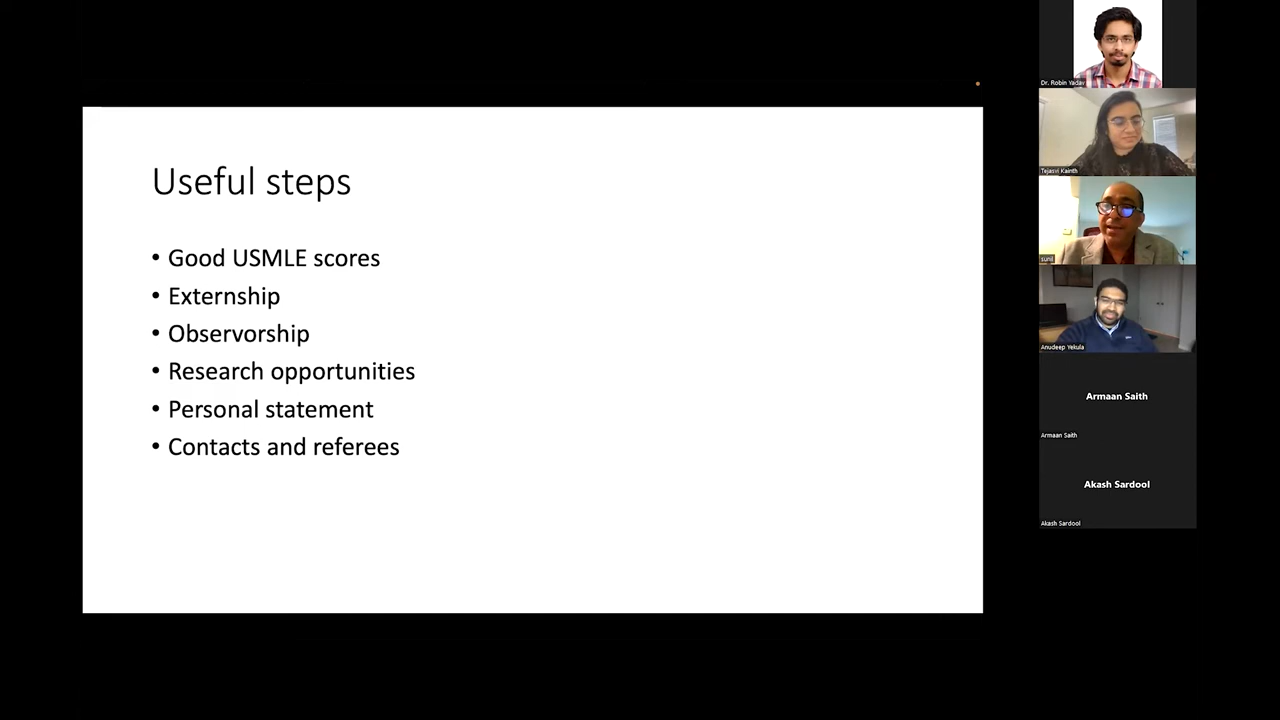 Useful steps
• Good USMLE scores
• Externship
• Observorship
• Research opportunities
• Personal statement
• Contacts and referees
Dr. Robin Yadav
Tejasvi Kainth
sunil
Anudeep Yekula
Armaan Saith
Armaan Saith
Akash Sardool
Akash Sardool